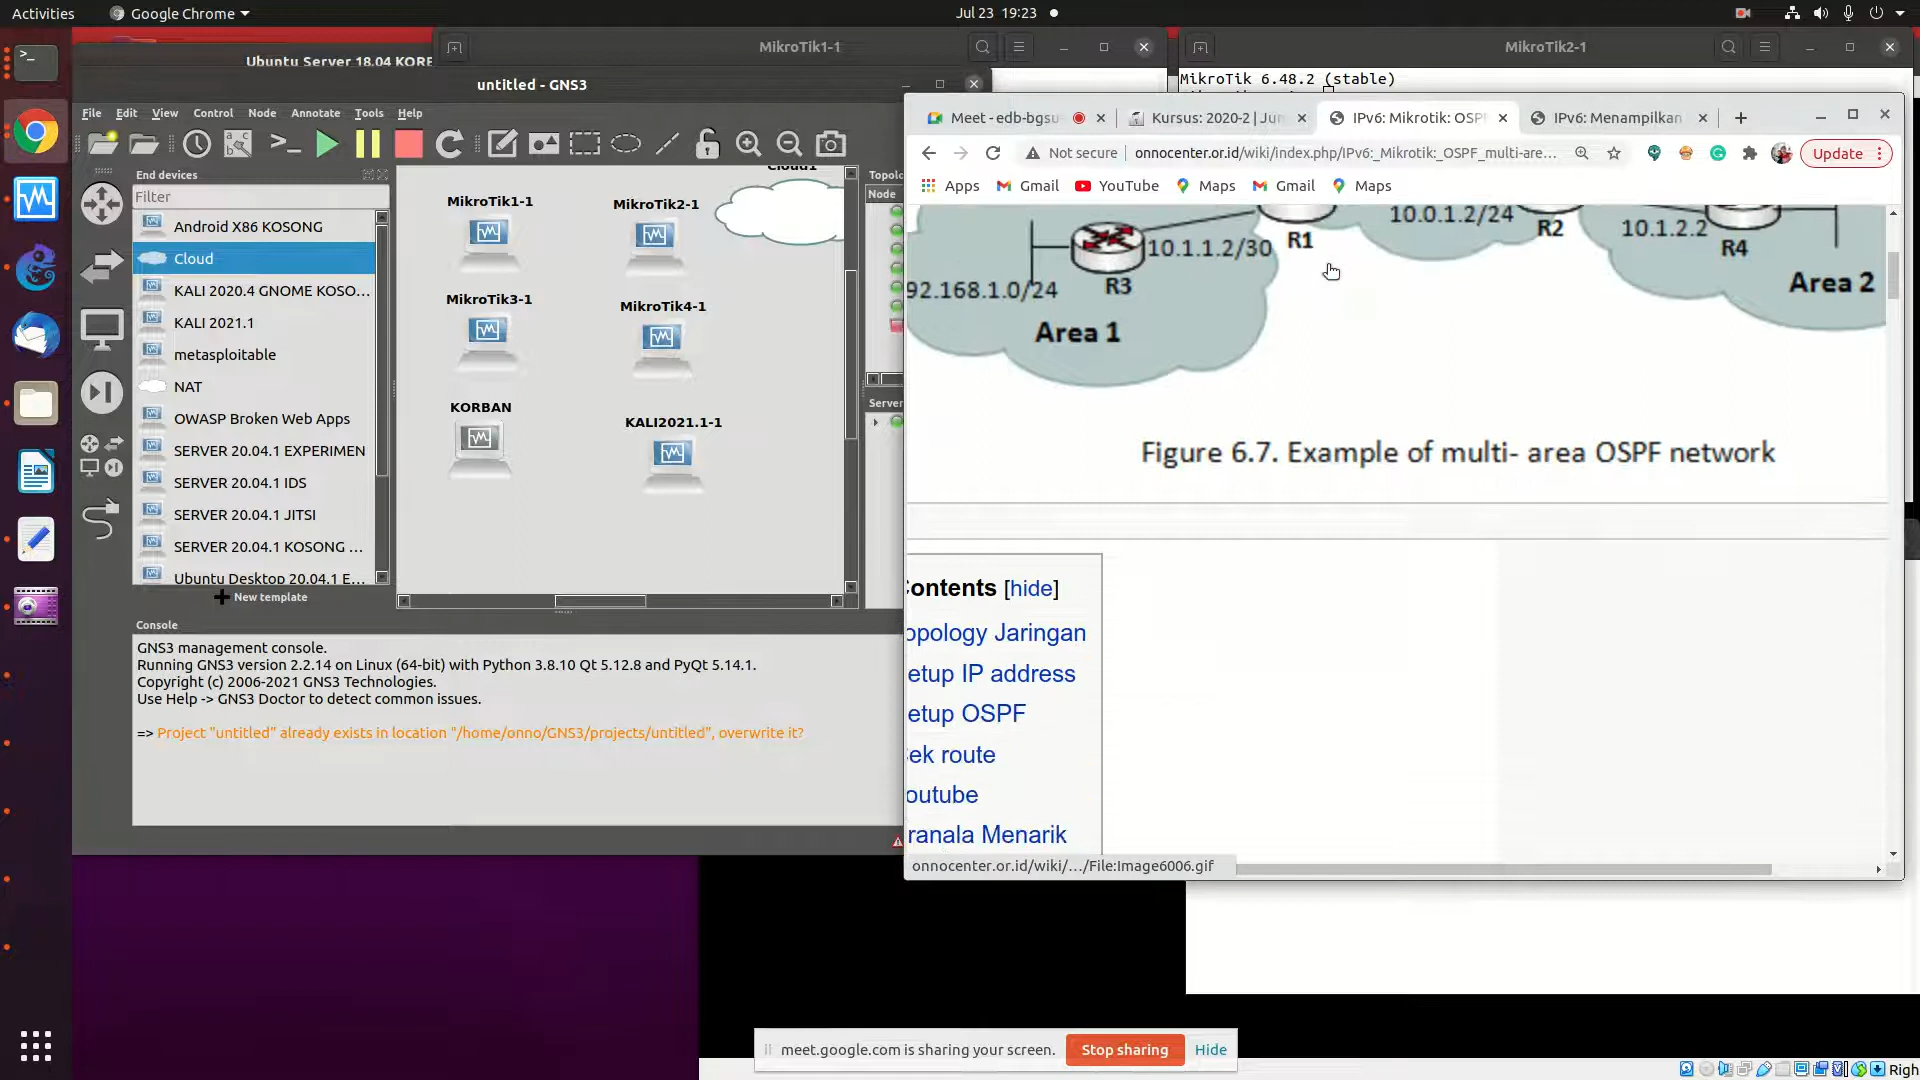 Activities
Google Chrome
Jul 23 19:23
Ubuntu Server 18.04 KORE
MikroTik1-1
MikroTik2-1
MikroTik 6.48.2 (stable)
untitled - GNS3
File Edit View Control Node Annotate Tools Help
End devices
Filter
Android X86 KOSONG
Cloud
KALI 2020.4 GNOME KOSO...
KALI 2021.1
metasploitable
NAT
OWASP Broken Web Apps
SERVER 20.04.1 EXPERIMEN
SERVER 20.04.1 IDS
SERVER 20.04.1 JITSI
SERVER 20.04.1 KOSONG ...
Ubuntu Desktop 20.04.1 E...
New template
Cloud1
MikroTik1-1
MikroTik2-1
MikroTik3-1
MikroTik4-1
KORBAN
KALI2021.1-1
Topolo
Node
Server
Console
GNS3 management console.
Running GNS3 version 2.2.14 on Linux (64-bit) with Python 3.8.10 Qt 5.12.8 and PyQt 5.14.1.
Copyright (c) 2006-2021 GNS3 Technologies.
Use Help -> GNS3 Doctor to detect common issues.
=> Project "untitled" already exists in location "/home/onno/GNS3/projects/untitled", overwrite it?
Meet - edb-bgsu
Kursus: 2020-2 | Jum
IPv6: Mikrotik: OSPF
IPv6: Menampilkan
Not secure
onnocenter.or.id/wiki/index.php/IPv6:_Mikrotik:_OSPF_multi-are...
Update
Apps
Gmail
YouTube
Maps
Gmail
Maps
10.0.1.2/24
10.1.2.2
R1
R2
R4
10.1.1.2/30
R3
92.168.1.0/24
Area 1
Area 2
Figure 6.7. Example of multi- area OSPF network
Contents [hide]
opology Jaringan
etup IP address
etup OSPF
ek route
outube
ranala Menarik
onnocenter.or.id/wiki/.../File:Image6006.gif
meet.google.com is sharing your screen.
Stop sharing
Hide
Righ